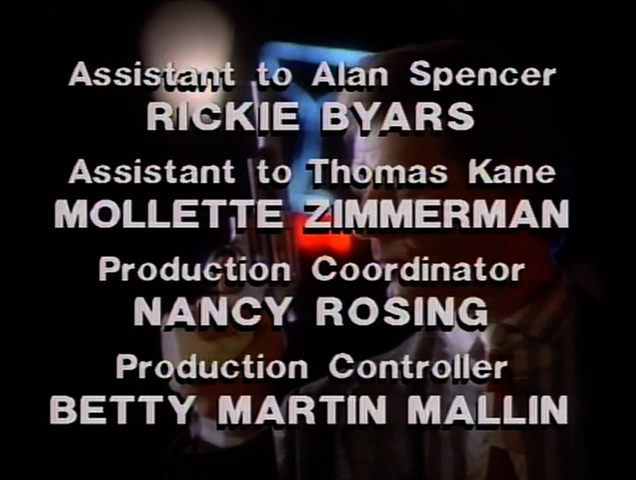 Assistant to Alan Spencer
RICKIE BYARS
Assistant to Thomas Kane
MOLLETTE ZIMMERMAN
Production Coordinator
NANCY ROSING
Production Controller
BETTY MARTIN MALLIN